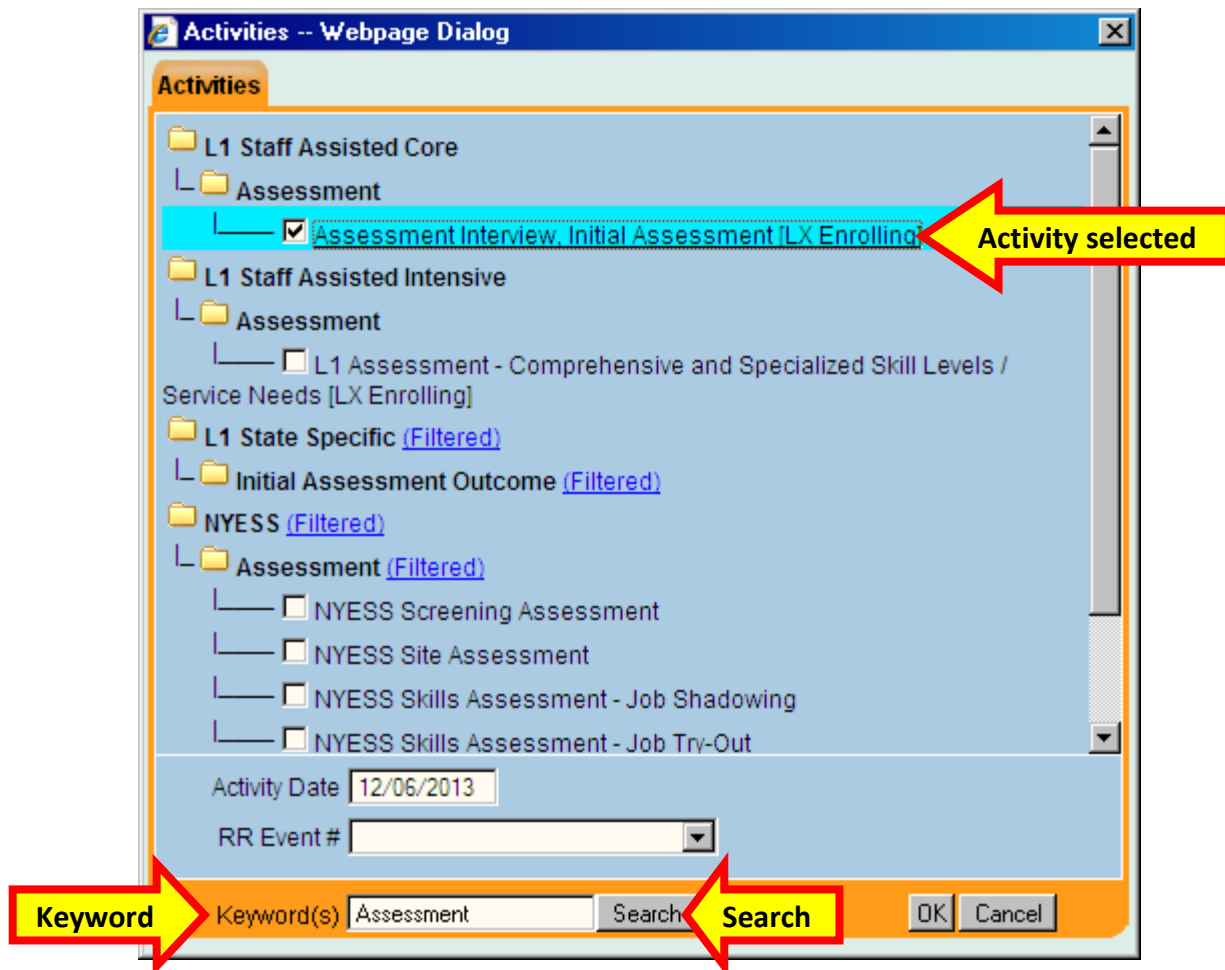 Activities -- Webpage Dialog
Activities
L1 Staff Assisted Core
Assessment
Assessment Interview, Initial Assessment [LX Enrolling]
Activity selected
L1 Staff Assisted Intensive
Assessment
L1 Assessment - Comprehensive and Specialized Skill Levels /
Service Needs [LX Enrolling]
L1 State Specific (Filtered)
Initial Assessment Outcome (Filtered)
NYESS (Filtered)
Assessment (Filtered)
NYESS Screening Assessment
NYESS Site Assessment
NYESS Skills Assessment - Job Shadowing
NYESS Skills Assessment - Job Try-Out
Activity Date 12/06/2013
RR Event #
Keyword Keyword(s) Assessment Search Search OK Cancel